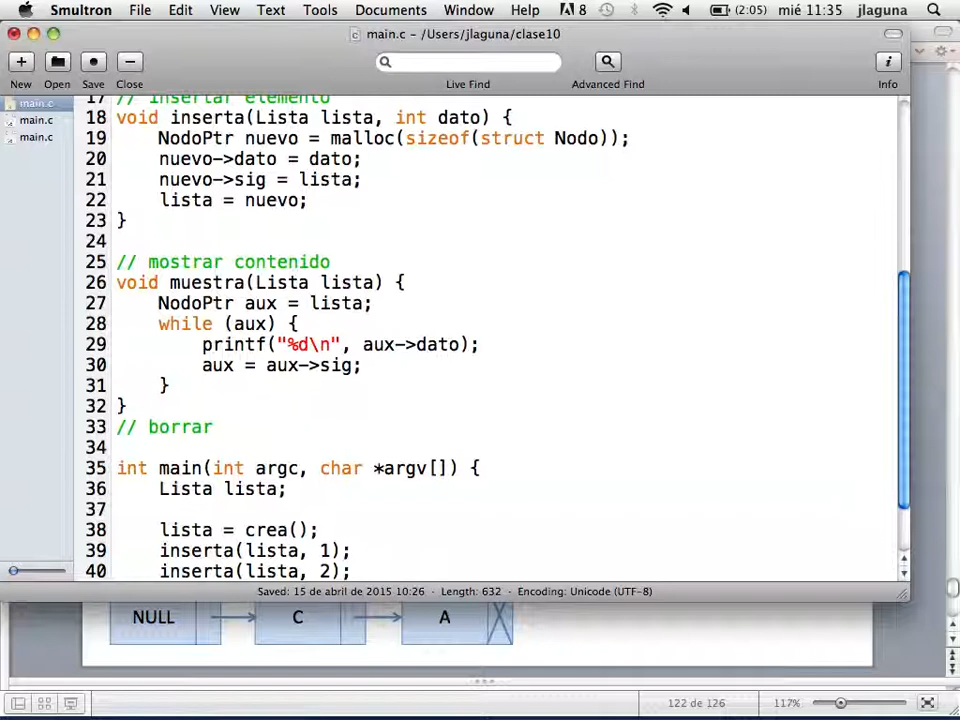 Smultron File Edit View Text Tools Documents Window Help 8 (2:05) mié 11:35 jlaguna
main.c – /Users/jlaguna/clase10
New Open Save Close Live Find Advanced Find Info
main.c
main.c
main.c
17 // insertar elemento
18 void inserta(Lista lista, int dato) {
19 NodoPtr nuevo = malloc(sizeof(struct Nodo));
20 nuevo->dato = dato;
21 nuevo->sig = lista;
22 lista = nuevo;
23 }
24
25 // mostrar contenido
26 void muestra(Lista lista) {
27 NodoPtr aux = lista;
28 while (aux) {
29 printf("%d\n", aux->dato);
30 aux = aux->sig;
31 }
32 }
33 // borrar
34
35 int main(int argc, char *argv[]) {
36 Lista lista;
37
38 lista = crea();
39 inserta(lista, 1);
40 inserta(lista, 2);
Saved: 15 de abril de 2015 10:26 - Length: 632 - Encoding: Unicode (UTF-8)
NULL C A
122 de 126 117%